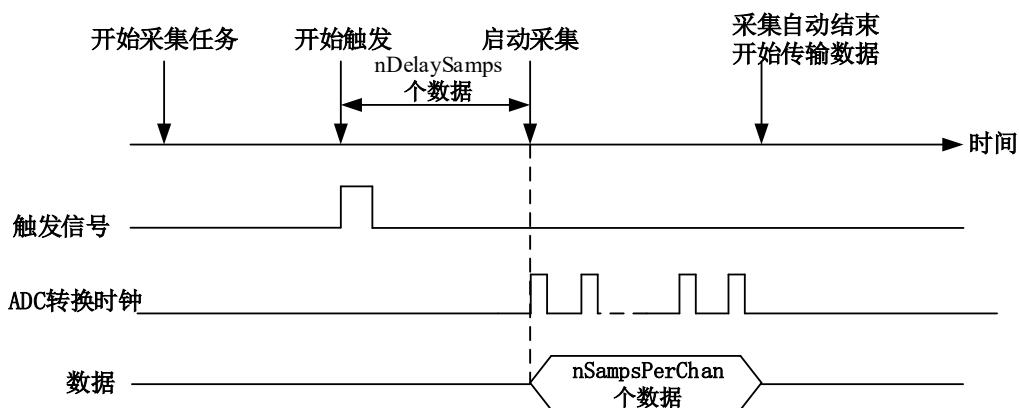 开始采集任务
开始触发
启动采集
采集自动结束
开始传输数据
nDelaySamps
个数据
时间
触发信号
ADC转换时钟
数据
nSampsPerChan
个数据